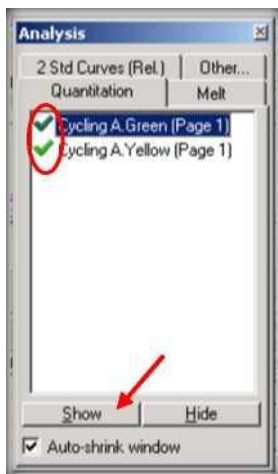 Analysis
2 Std Curves (Rel.) Other...
Quantitation Melt
Cycling A.Green (Page 1)
Cycling A.Yellow (Page 1)
Show Hide
Auto-shrink window